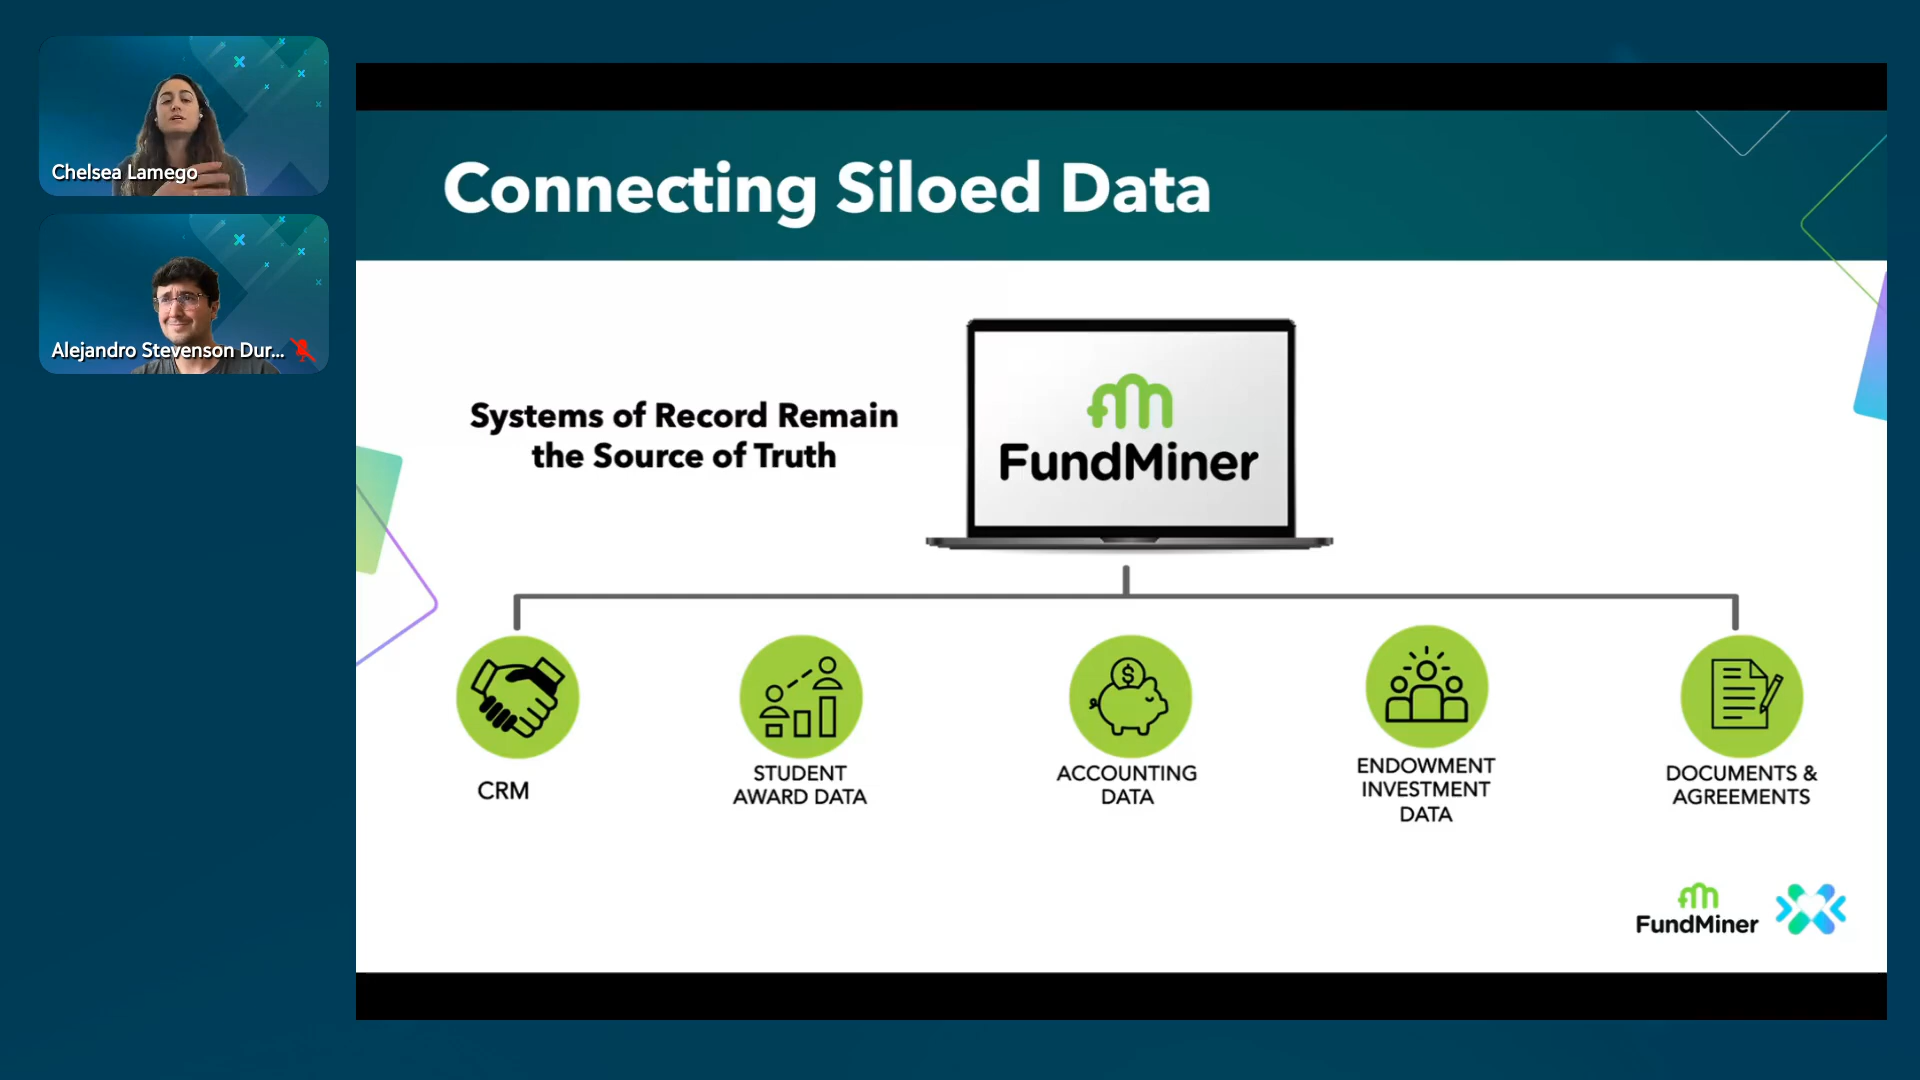 Chelsea Lamego
Alejandro Stevenson Dur...
Connecting Siloed Data
Systems of Record Remain
the Source of Truth
FundMiner
CRM
STUDENT
AWARD DATA
$
ACCOUNTING
DATA
ENDOWMENT
INVESTMENT
DATA
DOCUMENTS &
AGREEMENTS
FundMiner